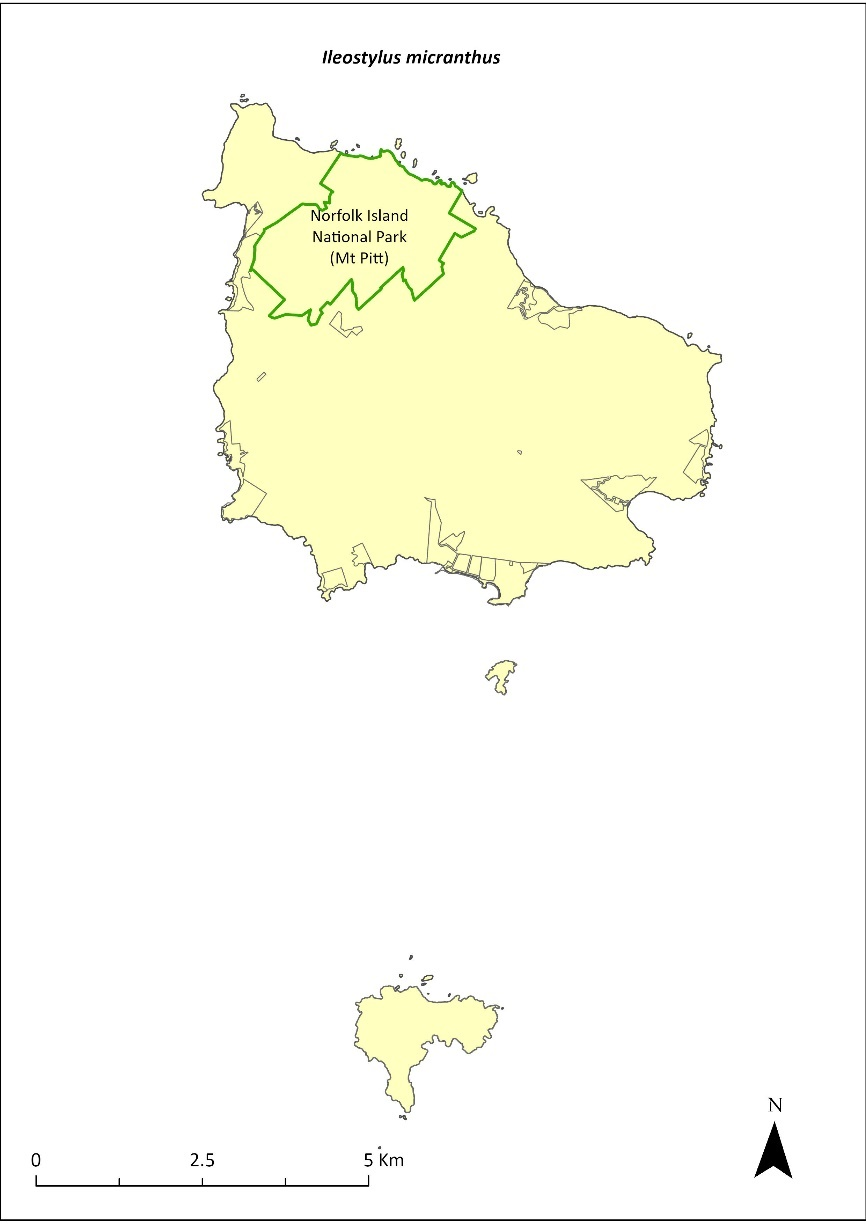 Ileostylus micranthus
Norfolk Island
National Park
(Mt Pitt)
N
0 2.5 5 Km